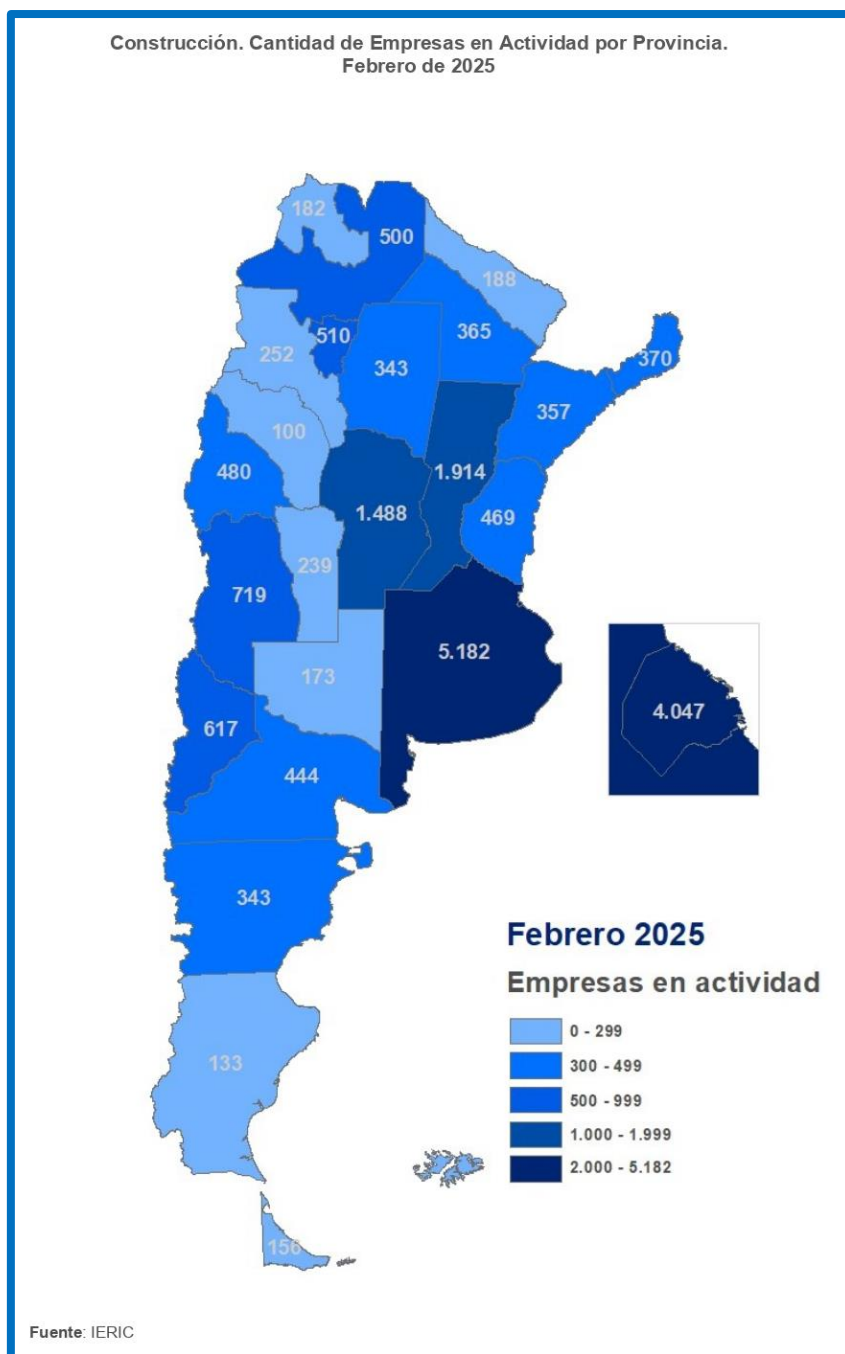 Construcción. Cantidad de Empresas en Actividad por Provincia.
Febrero de 2025
182
500
188
510
365
252
343
370
357
100
480
1.914
1.488
469
239
719
5.182
173
4.047
617
444
343
Febrero 2025
Empresas en actividad
0 - 299
300 - 499
500 - 999
1.000 - 1.999
2.000 - 5.182
133
156
Fuente: IERIC